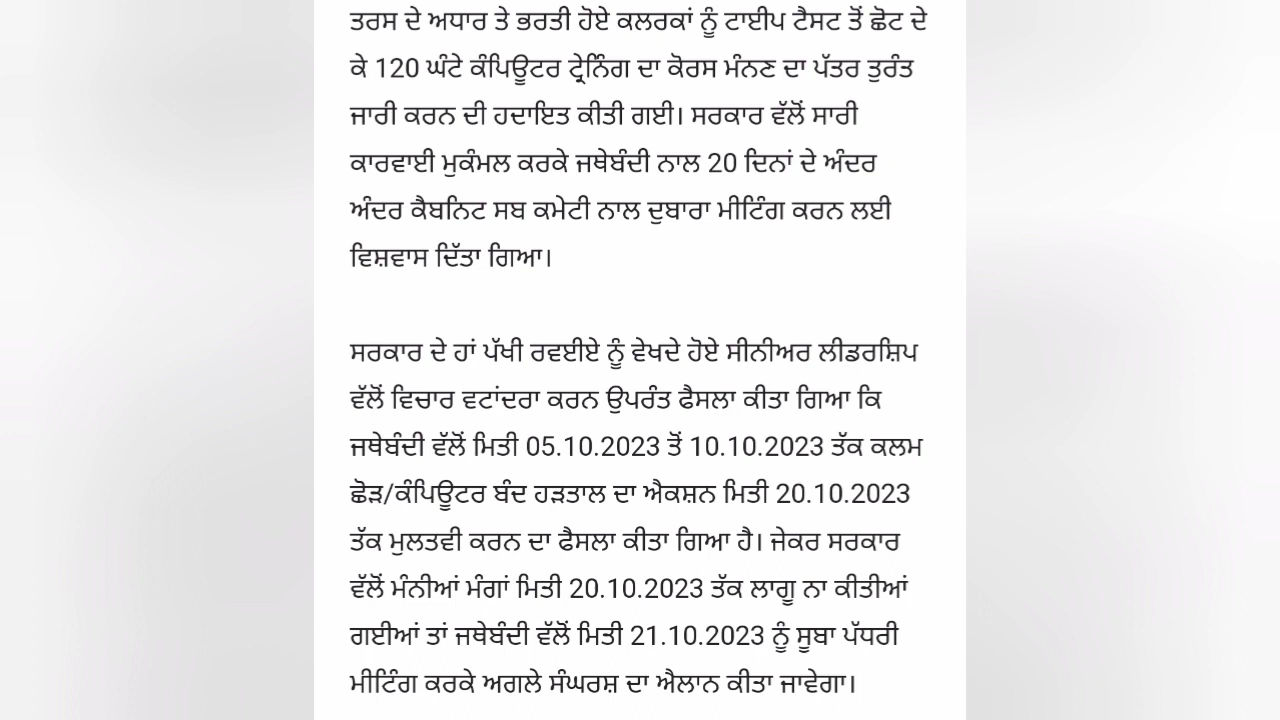 ਤਰਸ ਦੇ ਅਧਾਰ ਤੇ ਭਰਤੀ ਹੋਏ ਕਲਰਕਾਂ ਨੂੰ ਟਾਈਪ ਟੈਸਟ ਤੋਂ ਛੋਟ ਦੇ
ਕੇ 120 ਘੰਟੇ ਕੰਪਿਊਟਰ ਟ੍ਰੇਨਿੰਗ ਦਾ ਕੋਰਸ ਮੰਨਣ ਦਾ ਪੱਤਰ ਤੁਰੰਤ
ਜਾਰੀ ਕਰਨ ਦੀ ਹਦਾਇਤ ਕੀਤੀ ਗਈ। ਸਰਕਾਰ ਵੱਲੋਂ ਸਾਰੀ
ਕਾਰਵਾਈ ਮੁਕੰਮਲ ਕਰਕੇ ਜਥੇਬੰਦੀ ਨਾਲ 20 ਦਿਨਾਂ ਦੇ ਅੰਦਰ
ਅੰਦਰ ਕੈਬਨਿਟ ਸਬ ਕਮੇਟੀ ਨਾਲ ਦੁਬਾਰਾ ਮੀਟਿੰਗ ਕਰਨ ਲਈ
ਵਿਸ਼ਵਾਸ ਦਿੱਤਾ ਗਿਆ।
ਸਰਕਾਰ ਦੇ ਹਾਂ ਪੱਖੀ ਰਵਈਏ ਨੂੰ ਵੇਖਦੇ ਹੋਏ ਸੀਨੀਅਰ ਲੀਡਰਸ਼ਿਪ
ਵੱਲੋਂ ਵਿਚਾਰ ਵਟਾਂਦਰਾ ਕਰਨ ਉਪਰੰਤ ਫੈਸਲਾ ਕੀਤਾ ਗਿਆ ਕਿ
ਜਥੇਬੰਦੀ ਵੱਲੋਂ ਮਿਤੀ 05.10.2023 ਤੋਂ 10.10.2023 ਤੱਕ ਕਲਮ
ਛੋੜ/ਕੰਪਿਊਟਰ ਬੰਦ ਹੜਤਾਲ ਦਾ ਐਕਸ਼ਨ ਮਿਤੀ 20.10.2023
ਤੱਕ ਮੁਲਤਵੀ ਕਰਨ ਦਾ ਫੈਸਲਾ ਕੀਤਾ ਗਿਆ ਹੈ। ਜੇਕਰ ਸਰਕਾਰ
ਵੱਲੋਂ ਮੰਨੀਆਂ ਮੰਗਾਂ ਮਿਤੀ 20.10.2023 ਤੱਕ ਲਾਗੂ ਨਾ ਕੀਤੀਆਂ
ਗਈਆਂ ਤਾਂ ਜਥੇਬੰਦੀ ਵੱਲੋਂ ਮਿਤੀ 21.10.2023 ਨੂੰ ਸੂਬਾ ਪੱਧਰੀ
ਮੀਟਿੰਗ ਕਰਕੇ ਅਗਲੇ ਸੰਘਰਸ਼ ਦਾ ਐਲਾਨ ਕੀਤਾ ਜਾਵੇਗਾ।